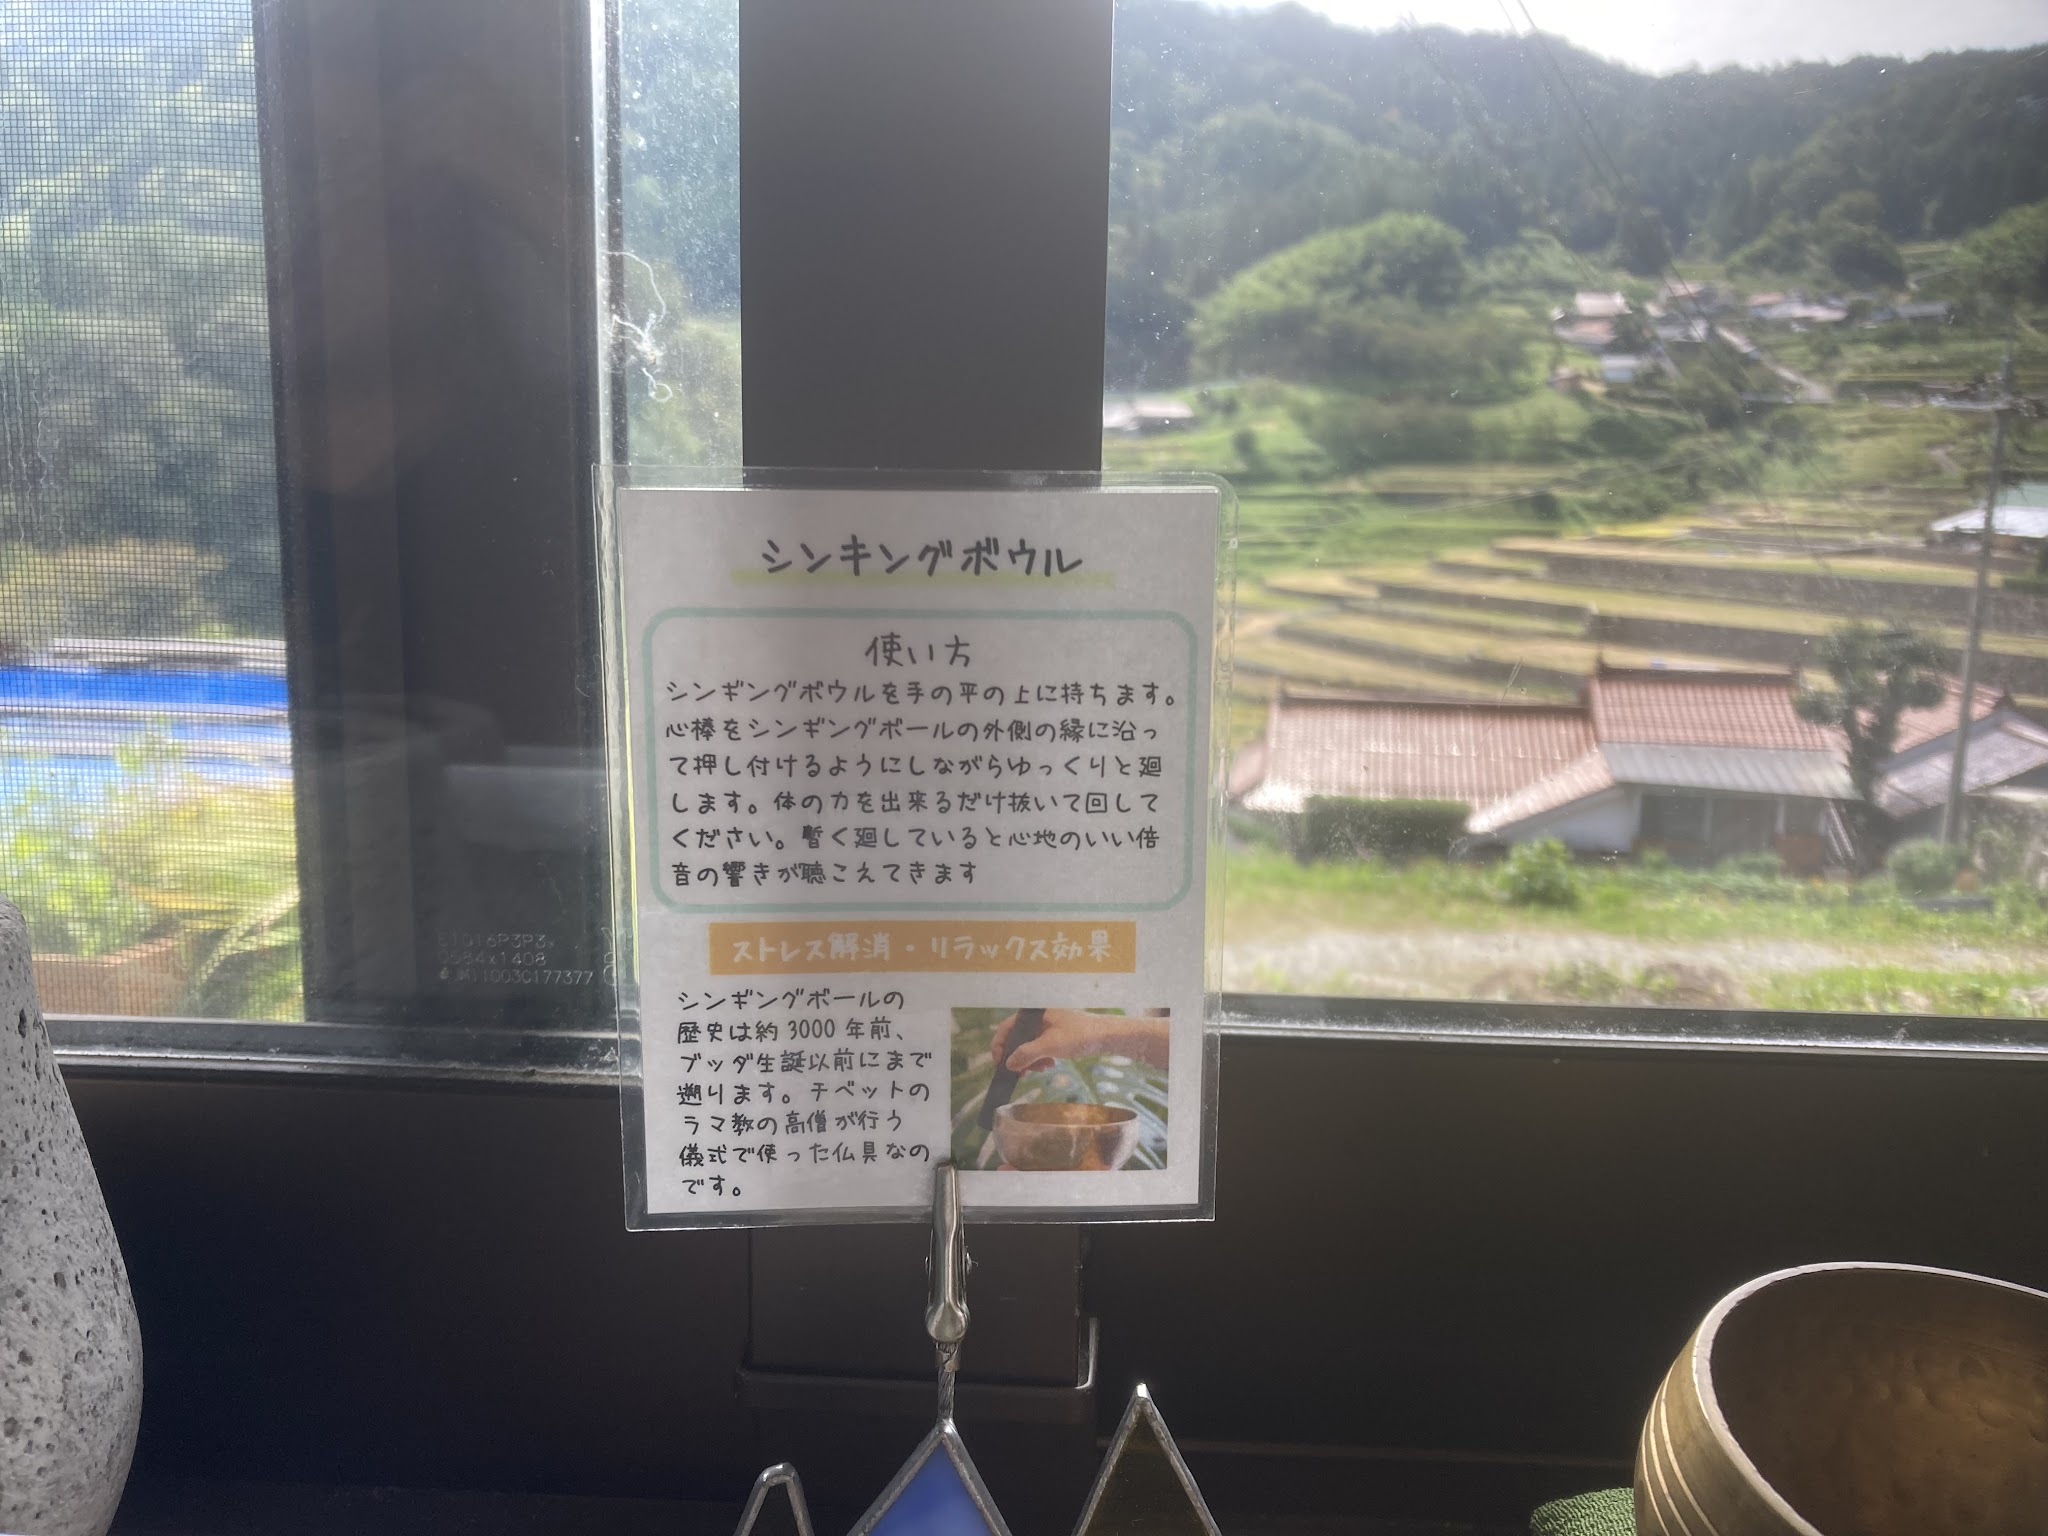 シンキングボウル
使い方
シンギングボウルを手の平の上に持ちます。
心棒をシンギングボールの外側の縁に沿っ
て押し付けるようにしながらゆっくりと廻
します。体の力を出来るだけ抜いて回して
ください。暫く廻していると心地のいい倍
音の響きが聴こえてきます
ストレス解消・リラックス効果
シンギングボールの
歴史は約3000年前、
ブッダ生誕以前にまで
遡ります。チベットの
ラマ教の高僧が行う
儀式で使った仏具なの
です。